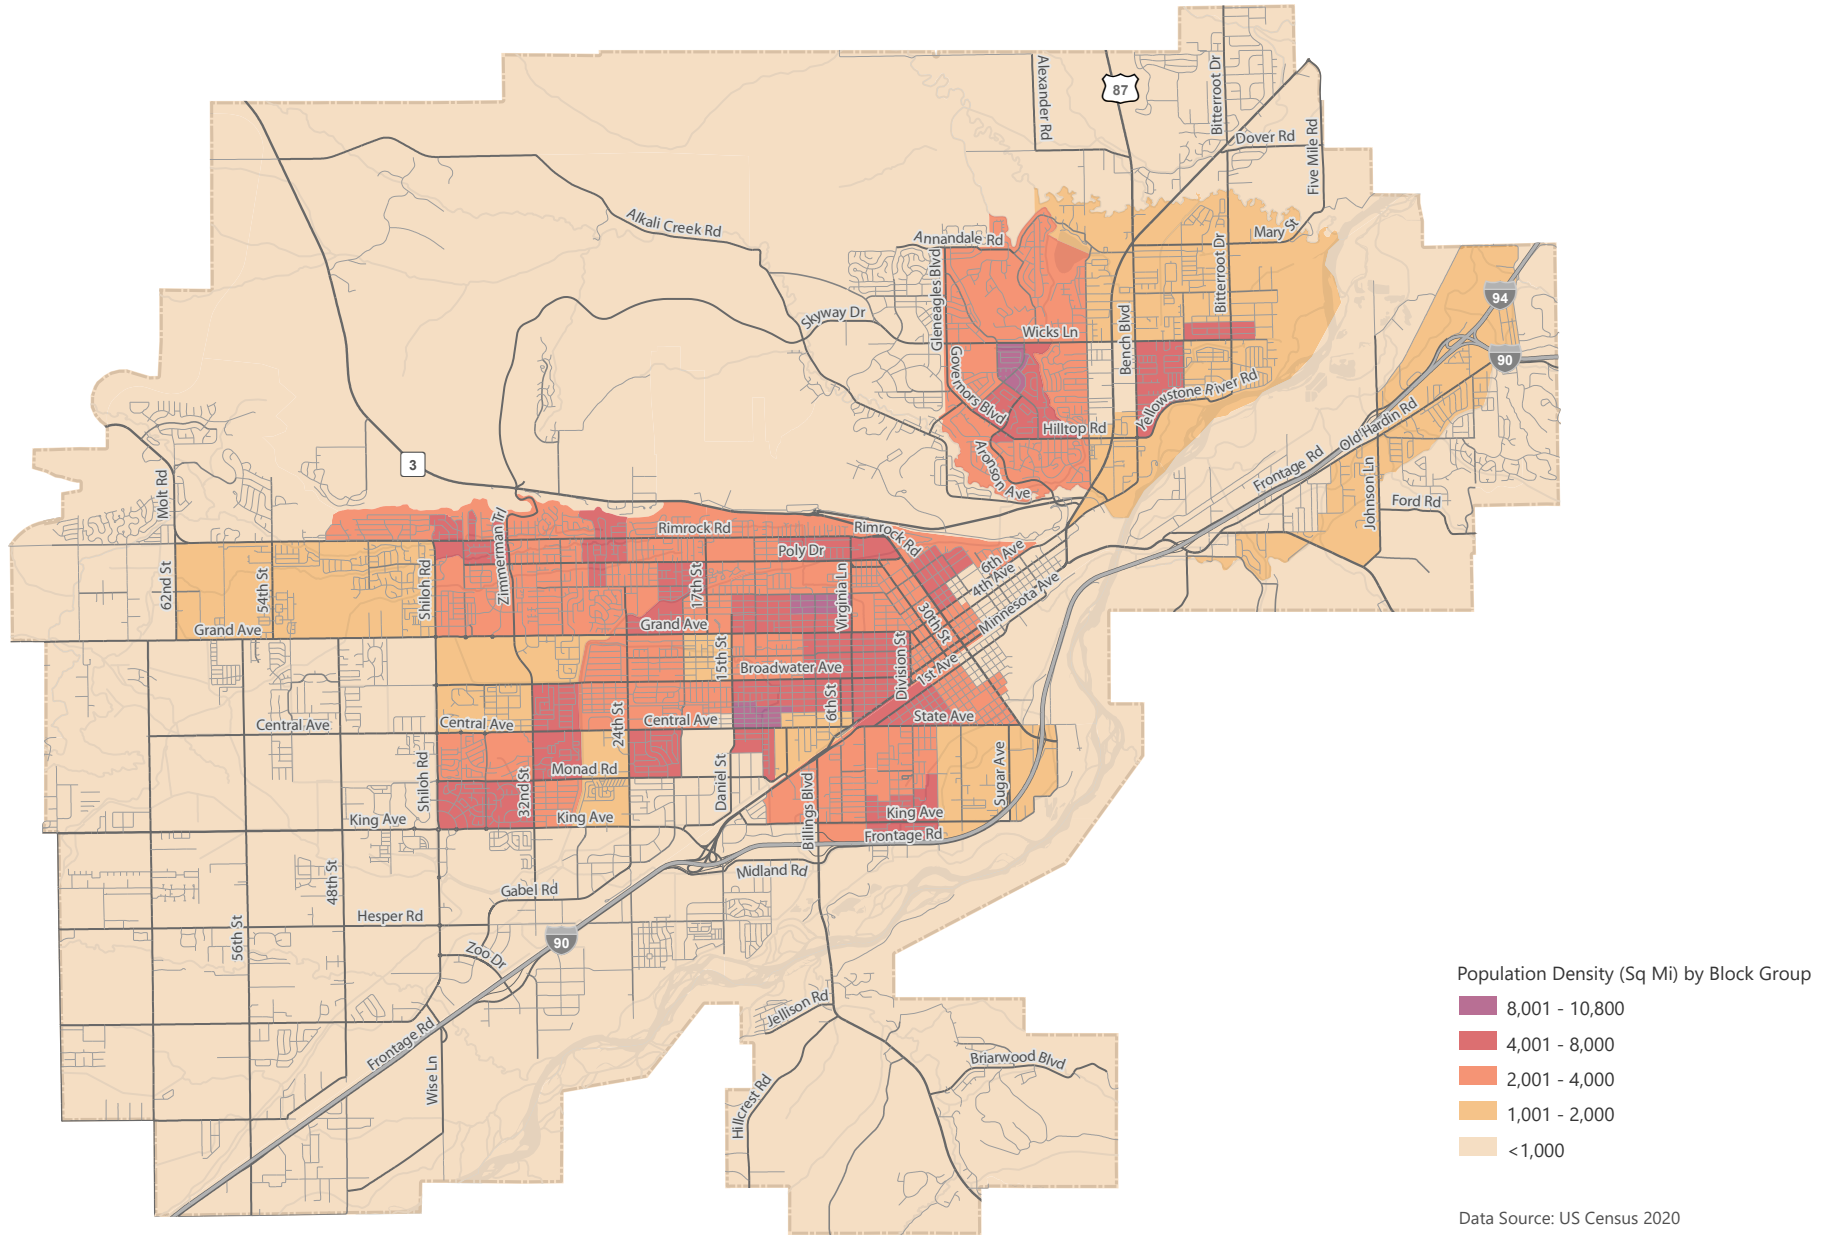 Alexander Rd
87
Bitterroot Dr
Dover Rd
Five Mile Rd
Alkali Creek Rd
Annandale Rd
Mary St
Bitterroot Dr
Gleneagles Blvd
94
Skyway Dr
Wicks Ln
Bench Blvd
90
Governors Blvd
Yellowstone River Rd
Hilltop Rd
Old Hardin Rd
3
Aronson Ave
Frontage Rd
Molt Rd
Johnson Ln
Ford Rd
Zimmerman Trl
Rimrock Rd
Rimrock Rd
Poly Dr
6th Ave
4th Ave
62nd St
54th St
Shiloh Rd
17th St
Virginia Ln
Minnesota Ave
30th St
Grand Ave
Grand Ave
15th St
Broadwater Ave
Division St
1st Ave
6th St
Central Ave
Central Ave
24th St
Central Ave
State Ave
Shiloh Rd
32nd St
Monad Rd
Daniel St
Billings Blvd
Sugar Ave
King Ave
King Ave
King Ave
Frontage Rd
48th St
Midland Rd
Gabel Rd
Hesper Rd
56th St
90
Zoo Dr
Jellison Rd
Frontage Rd
Wise Ln
Briarwood Blvd
Hillcrest Rd
Population Density (Sq Mi) by Block Group
8,001 - 10,800
4,001 - 8,000
2,001 - 4,000
1,001 - 2,000
<1,000
Data Source: US Census 2020